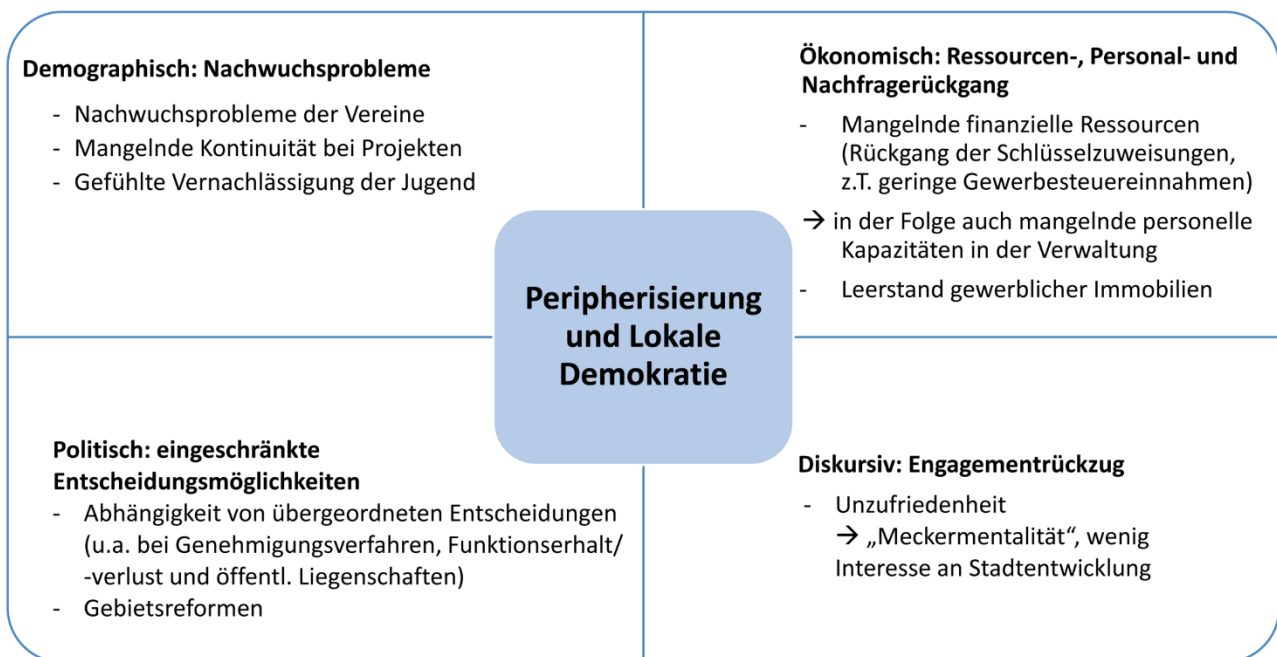 Demographisch: Nachwuchsprobleme
- Nachwuchsprobleme der Vereine
- Mangelnde Kontinuität bei Projekten
- Gefühlte Vernachlässigung der Jugend
Ökonomisch: Ressourcen-, Personal- und
Nachfragerückgang
- Mangelnde finanzielle Ressourcen
(Rückgang der Schlüsselzuweisungen,
z.T. geringe Gewerbesteuereinnahmen)
→ in der Folge auch mangelnde personelle
Kapazitäten in der Verwaltung
- Leerstand gewerblicher Immobilien
Peripherisierung
und Lokale
Demokratie
Politisch: eingeschränkte
Entscheidungsmöglichkeiten
- Abhängigkeit von übergeordneten Entscheidungen
(u.a. bei Genehmigungsverfahren, Funktionserhalt/
-verlust und öffentl. Liegenschaften)
- Gebietsreformen
Diskursiv: Engagementrückzug
- Unzufriedenheit
→ „Meckermentalität“, wenig
Interesse an Stadtentwicklung